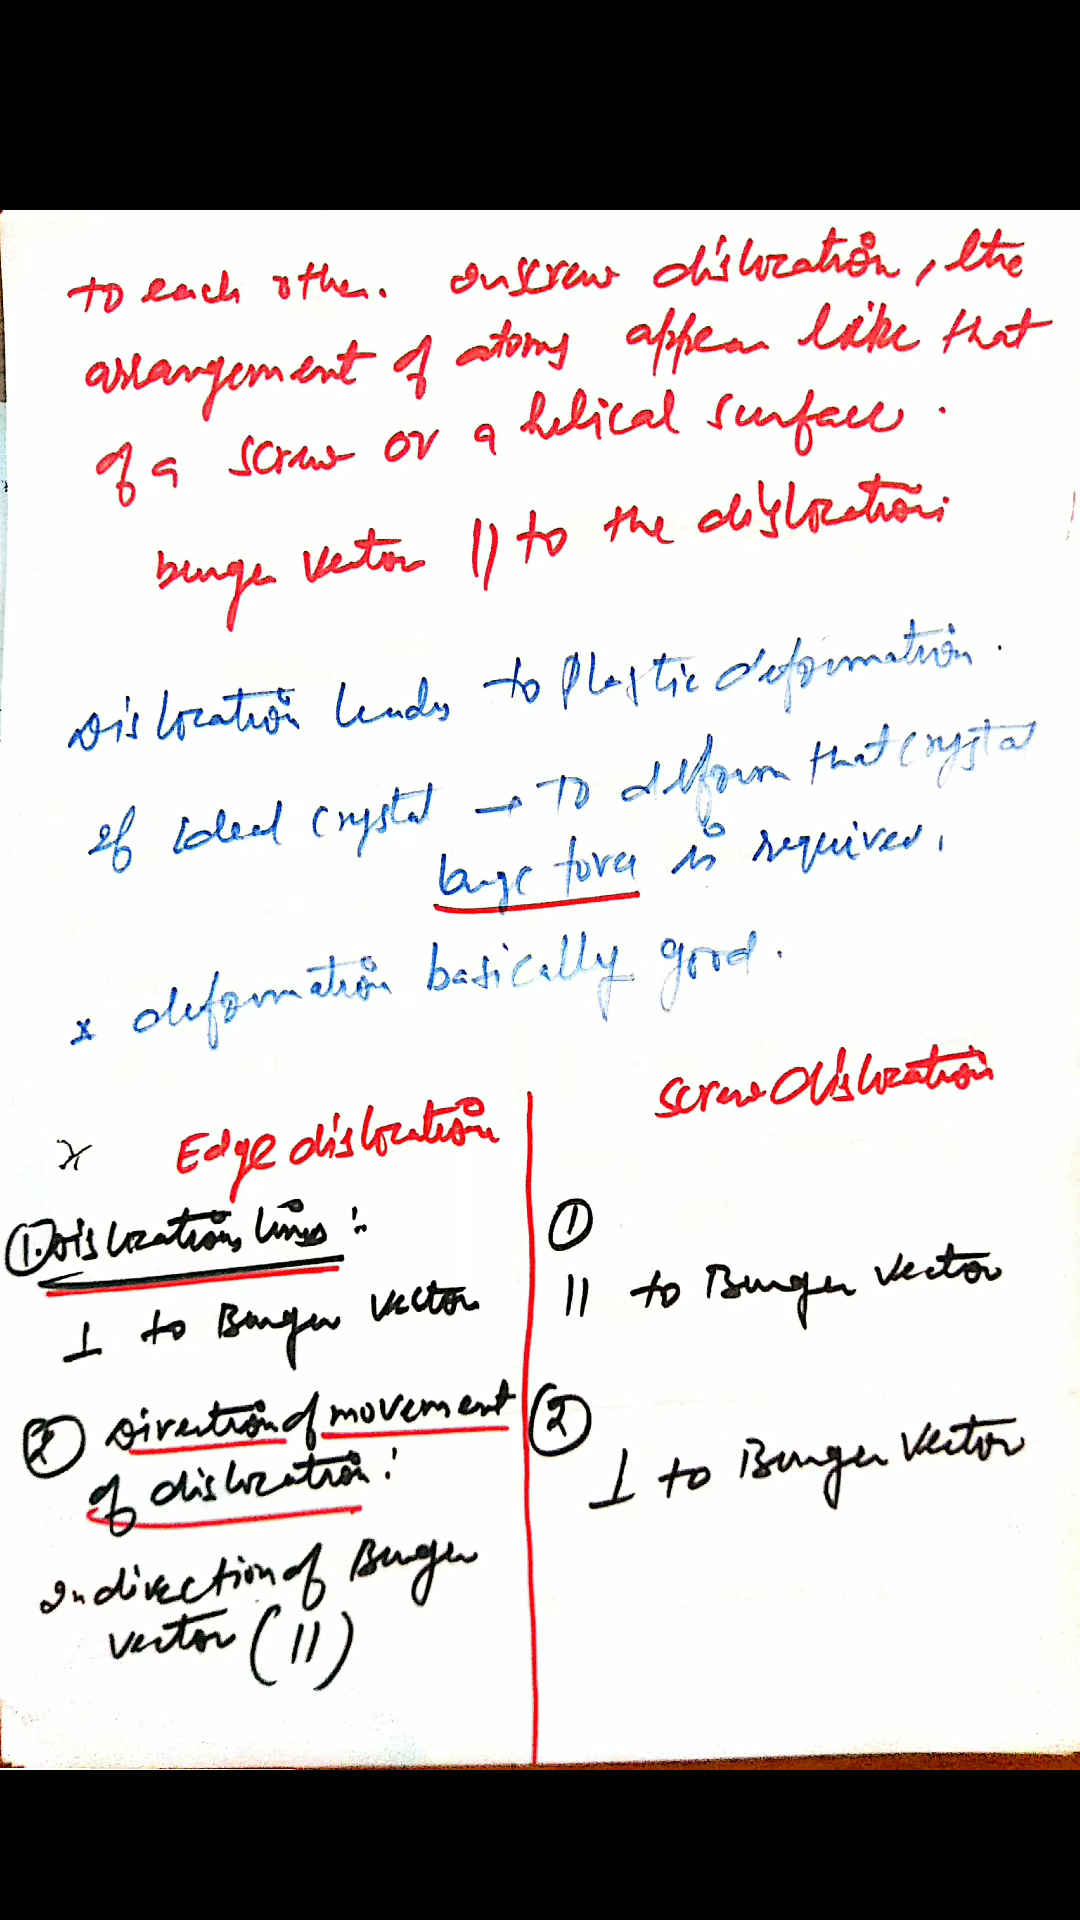 to each other. In screw dislocation, the
arrangement of atoms appear like that
of a screw or a helical surface.
burger vector || to the dislocation
Dislocation leads to plastic deformation.
If ideal crystal → To deform that crystal
large force is required.
x deformation basically good.
x Edge dislocation
① Dislocation lines :
⊥ to Burger vector
② Direction of movement
of dislocation :
In direction of Burger
vector (||)
Screw dislocation
①
|| to Burger vector
②
⊥ to Burger vector